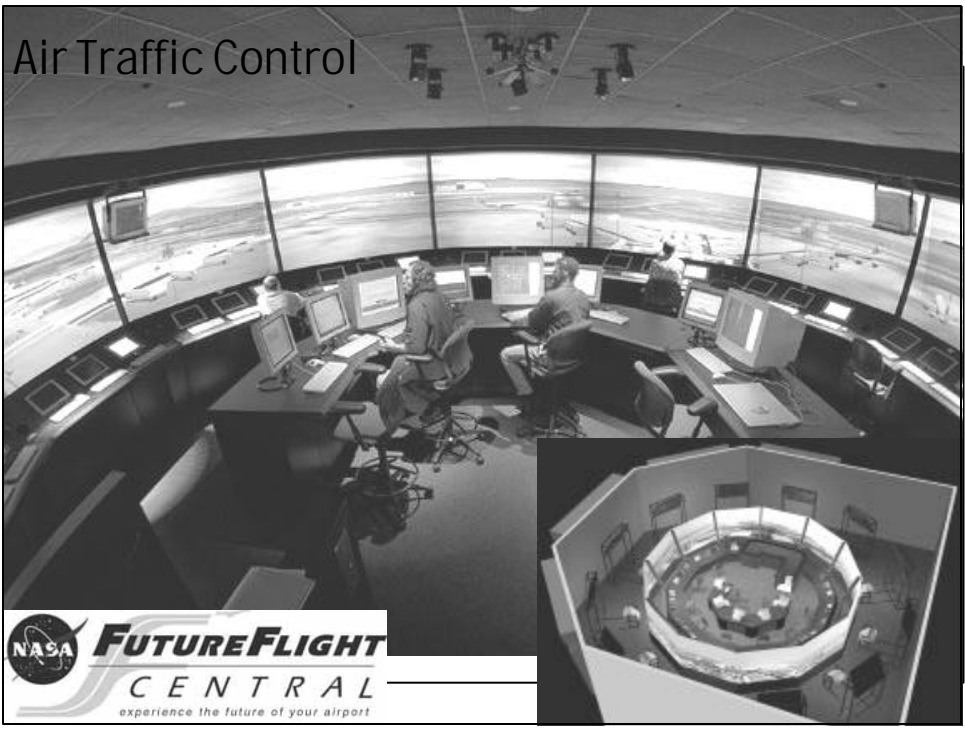 Air Traffic Control
NASA
FUTUREFLIGHT
CENTRAL
experience the future of your airport